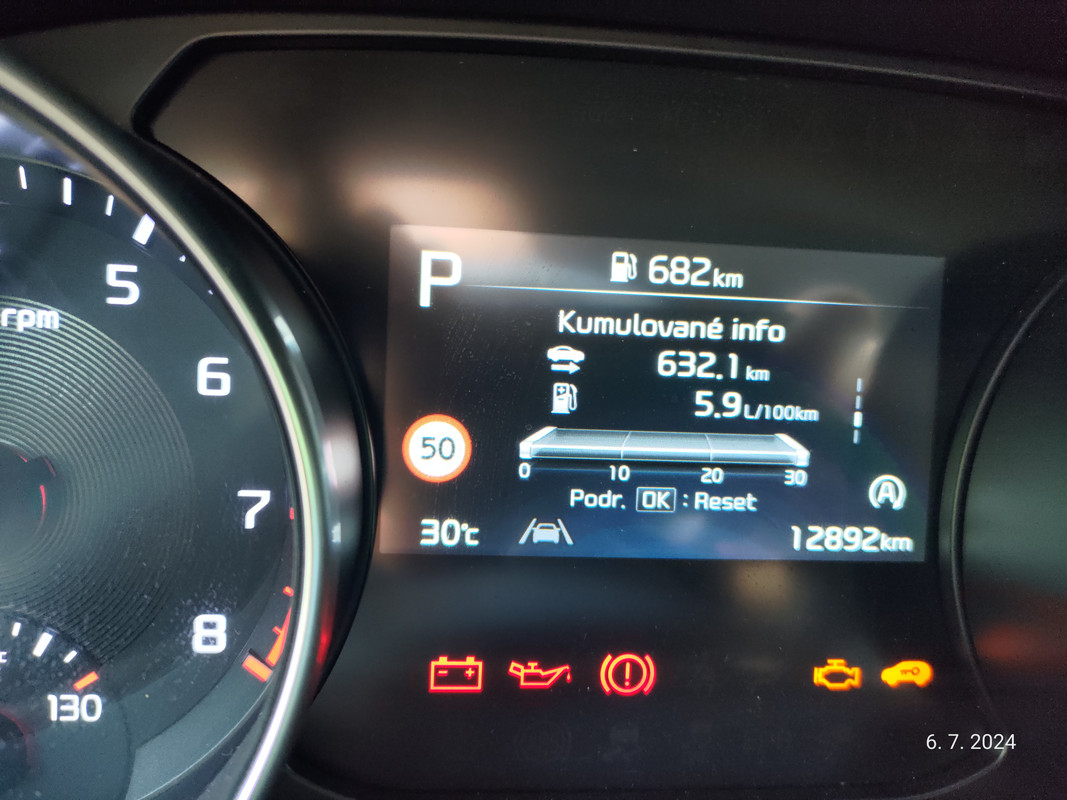 P
682km
Kumulované info
632.1 km
5.9 L/100km
50
0 10 20 30
Podr. OK : Reset
A
30°c
12892km
5
rpm
6
7
8
130
6. 7. 2024